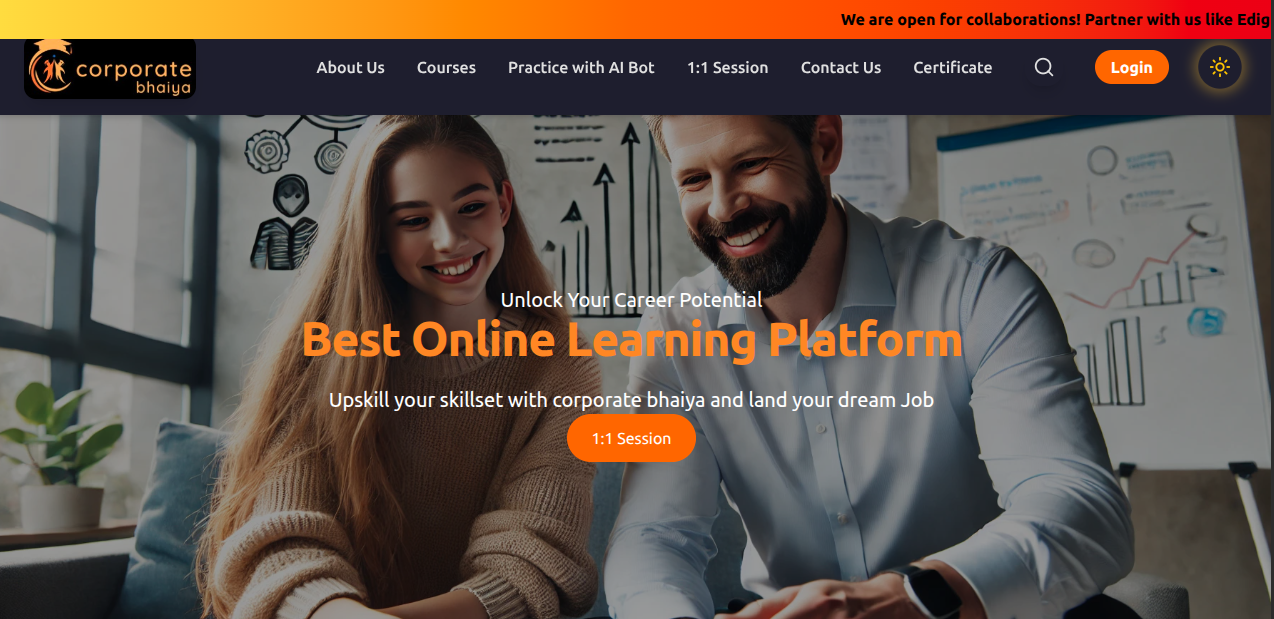 We are open for collaborations! Partner with us like Edig
corporate
bhaiya
About Us
Courses
Practice with AI Bot
1:1 Session
Contact Us
Certificate
Login
Unlock Your Career Potential
Best Online Learning Platform
Upskill your skillset with corporate bhaiya and land your dream Job
1:1 Session